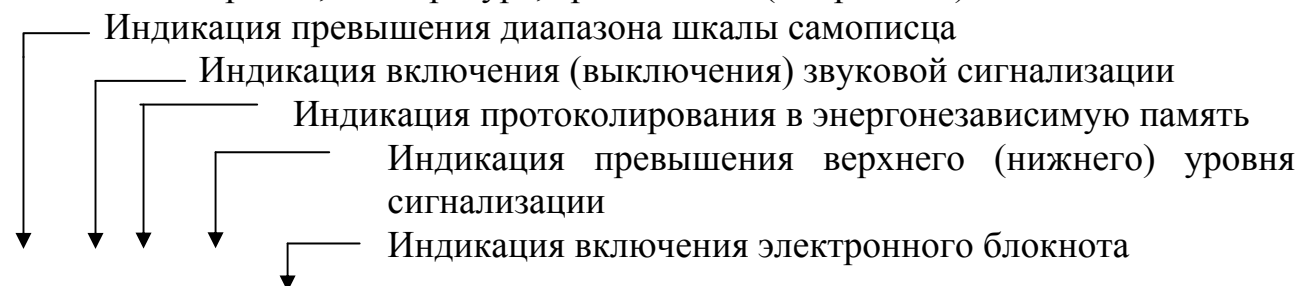 Индикация превышения диапазона шкалы самописца
Индикация включения (выключения) звуковой сигнализации
Индикация протоколирования в энергонезависимую память
Индикация превышения верхнего (нижнего) уровня
сигнализации
Индикация включения электронного блокнота